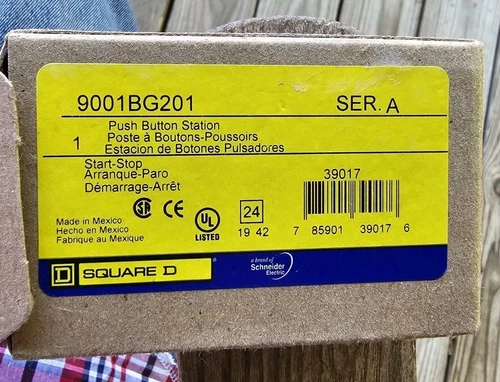 9001BG201 SER. A
Push Button Station
1 Poste à Boutons-Poussoirs
Estacion de Botones Pulsadores
Start-Stop
Arranque-Paro
Démarrage-Arrêt
39017
Made in Mexico
Hecho en Mexico
Fabrique au Mexique
SA CE UL LISTED
24
19 42
7 85901 39017 6
D SQUARE D ®
a brand of
Schneider
Electric